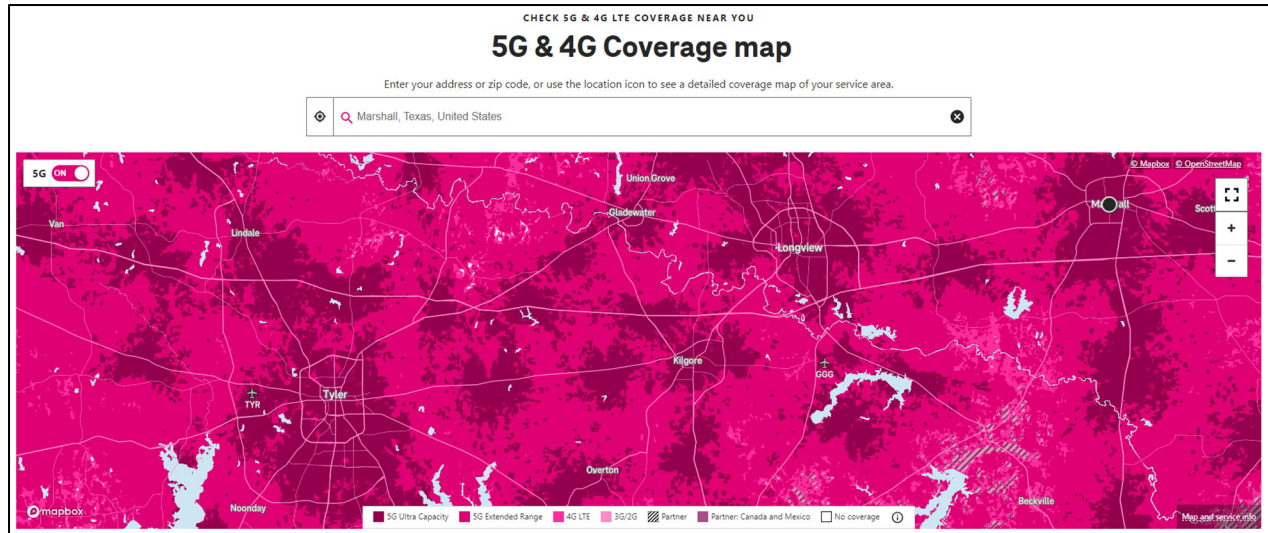 CHECK 5G & 4G LTE COVERAGE NEAR YOU
5G & 4G Coverage map
Enter your address or zip code, or use the location icon to see a detailed coverage map of your service area.
Marshall, Texas, United States
5G ON
© Mapbox © OpenStreetMap
Union Grove
Van
Lindale
Gladewater
Longview
+
−
Kilgore
GGG
TYR
Tyler
Overton
Beckville
Noonday
mapbox
5G Ultra Capacity 5G Extended Range 4G LTE 3G/2G Partner Partner: Canada and Mexico No coverage
Map and service info